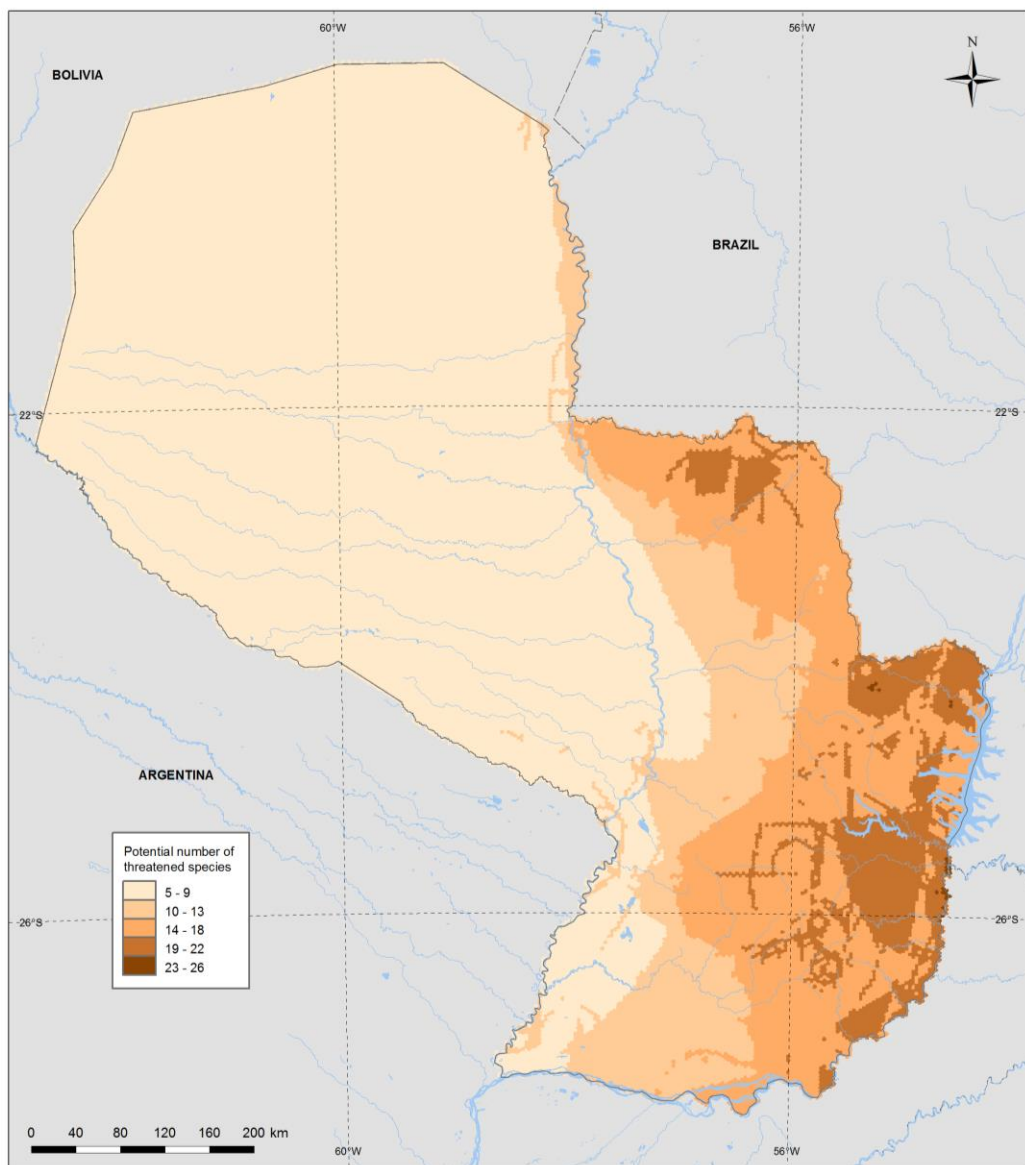 60°W
56°W
BOLIVIA
N
BRAZIL
22°S
22°S
ARGENTINA
Potential number of
threatened species
5 - 9
10 - 13
14 - 18
19 - 22
23 - 26
26°S
26°S
0 40 80 120 160 200 km
60°W
56°W